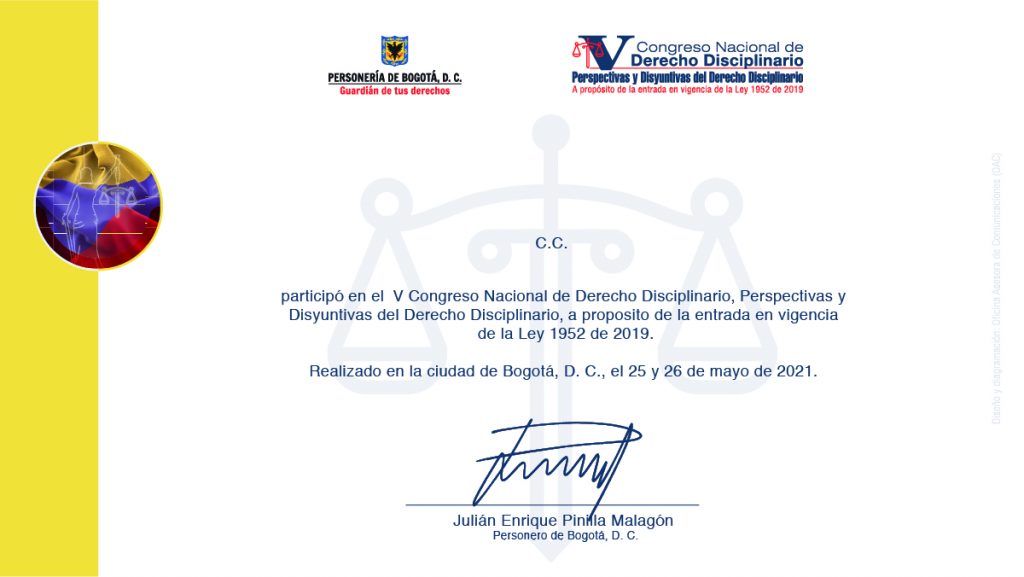 PERSONERÍA DE BOGOTÁ, D. C.
Guardián de tus derechos
V Congreso Nacional de
Derecho Disciplinario
Perspectivas y Disyuntivas del Derecho Disciplinario
A propósito de la entrada en vigencia de la Ley 1952 de 2019
C.C.
participó en el V Congreso Nacional de Derecho Disciplinario, Perspectivas y
Disyuntivas del Derecho Disciplinario, a proposito de la entrada en vigencia
de la Ley 1952 de 2019.
Realizado en la ciudad de Bogotá, D. C., el 25 y 26 de mayo de 2021.
Julián Enrique Pinilla Malagón
Personero de Bogotá, D. C.
Diseño y diagramación: Oficina Asesora de Comunicaciones (OAC)